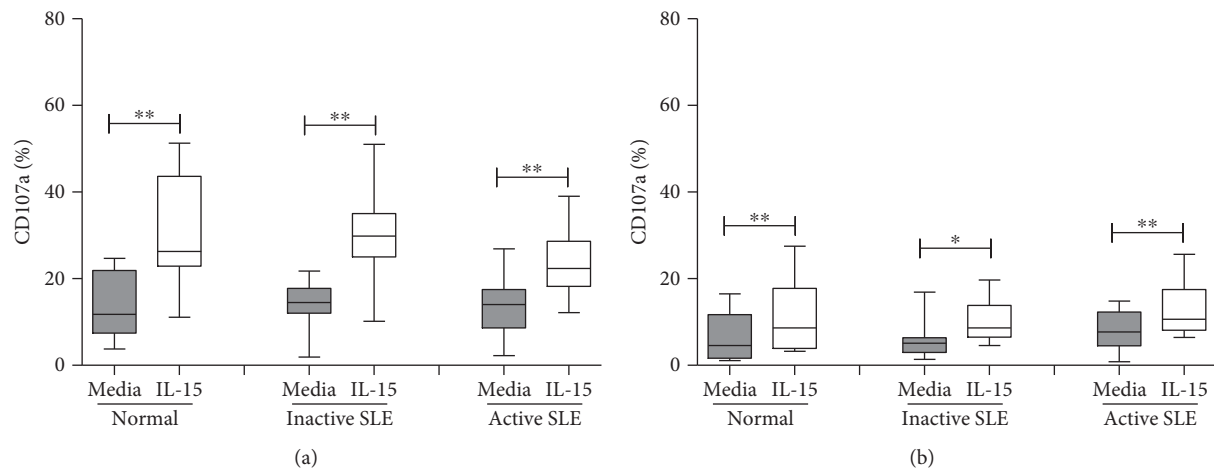 80
60
40
20
0
CD107a (%)
**
**
**
Media IL-15 Media IL-15 Media IL-15
Normal Inactive SLE Active SLE
(a)
80
60
40
20
0
CD107a (%)
**
*
**
Media IL-15 Media IL-15 Media IL-15
Normal Inactive SLE Active SLE
(b)